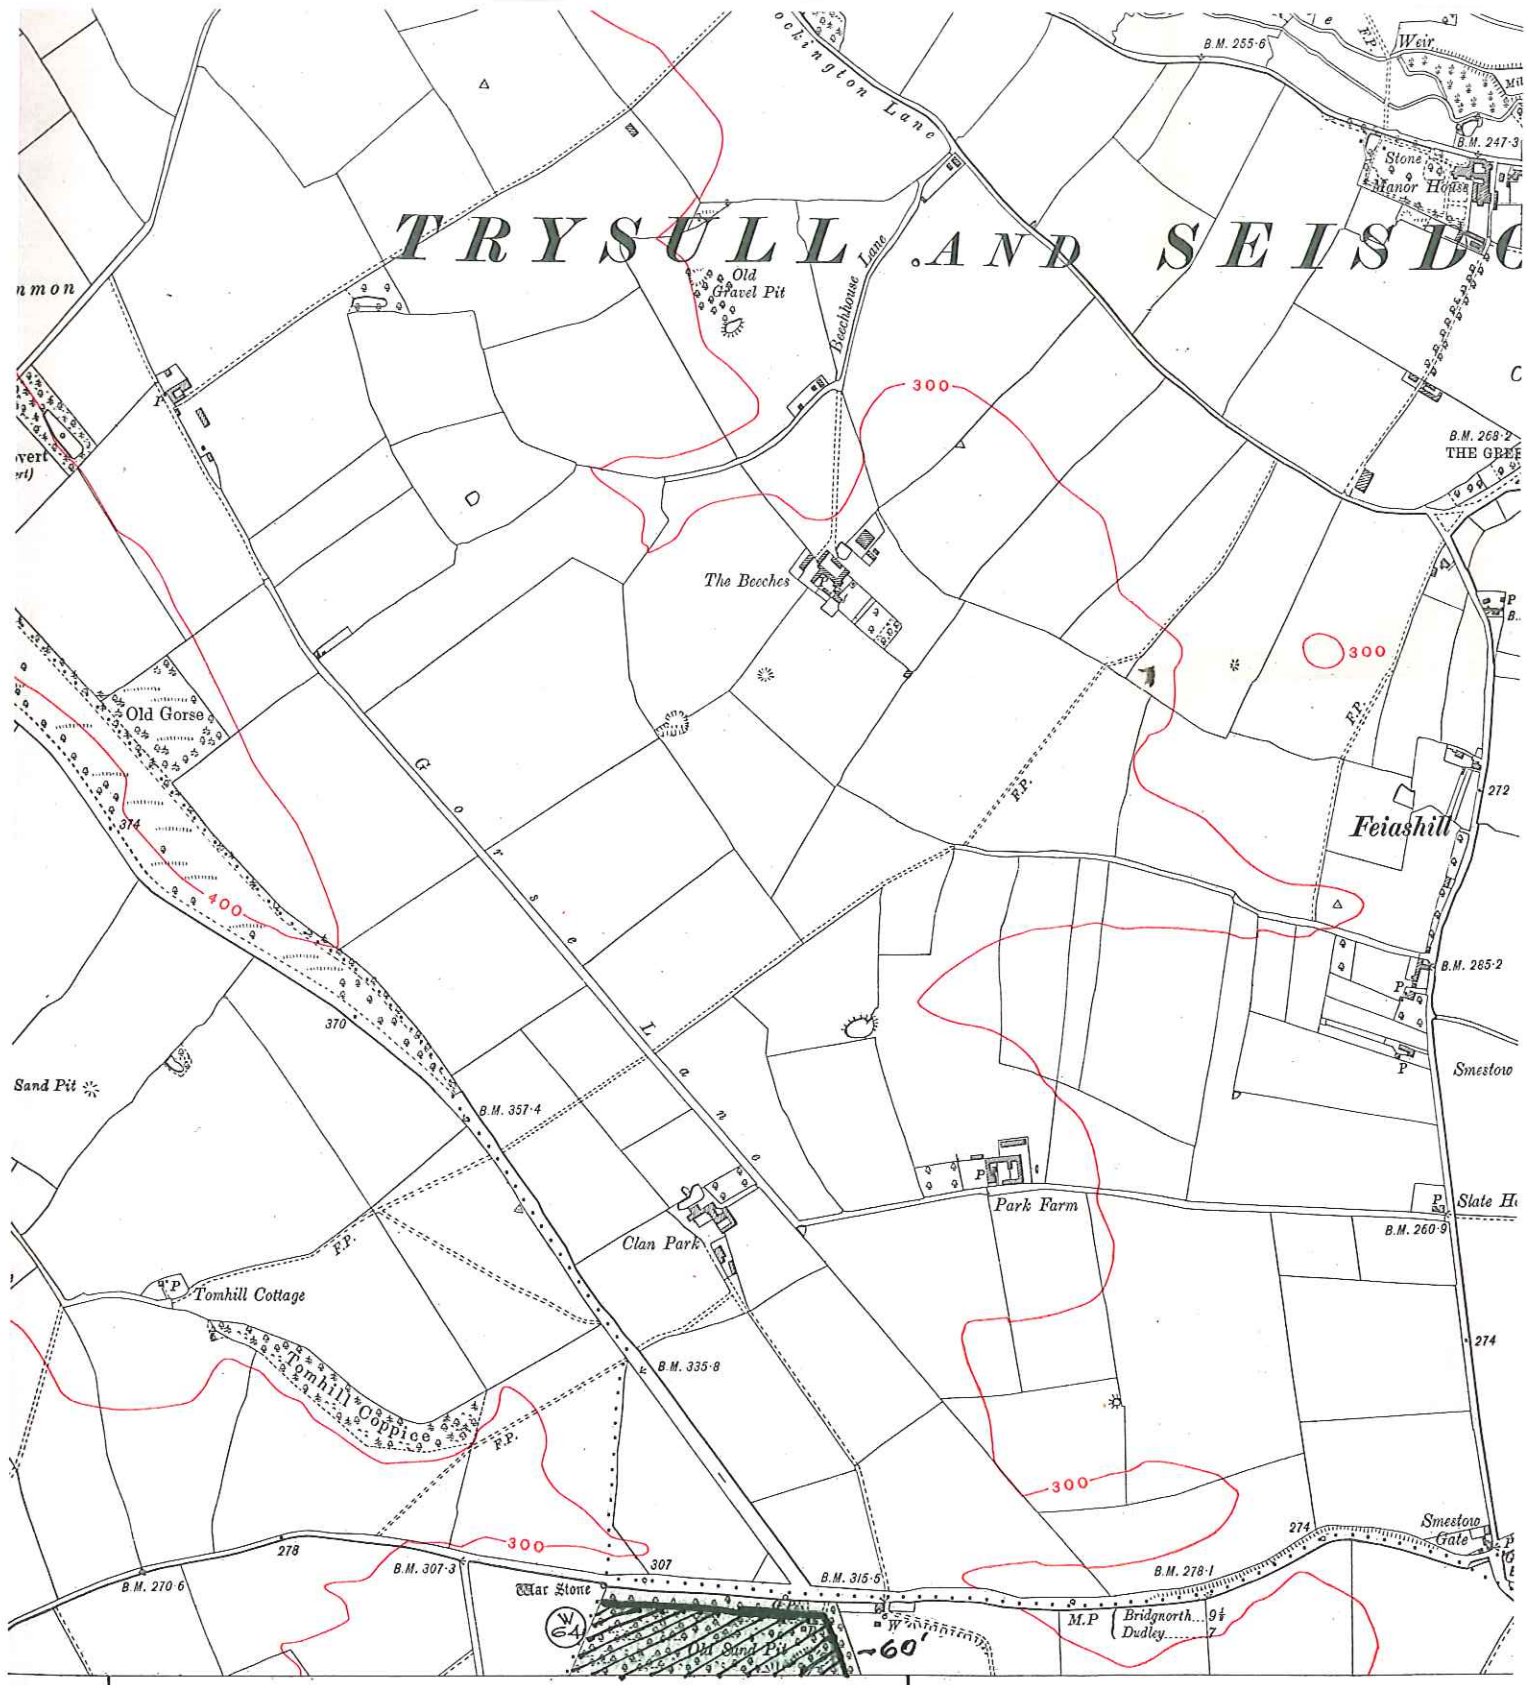 ockington Lane
B.M. 255·6
F.P.
Weir
B.M. 247·3
Stone
Manor House
TRYSULL AND SEISDO
mmon
Old
Gravel Pit
Beechhouse Lane
300
P
B.M. 268·2
THE GREE
The Beeches
P
300
P
Old Gorse
F.P.
F.P.
272
Feiashill
374
400
Gorse Lane
B.M. 285·2
P
370
Sand Pit
P
Smestow
B.M. 357·4
P
Park Farm
P
Slate Ho
B.M. 260·9
Clan Park
F.P.
P
Tomhill Cottage
274
Tomhill Coppice
B.M. 335·8
F.P.
300
300
278
274
Smestow
Gate
B.M. 307·3
307
B.M. 270·6
War Stone
B.M. 315·5
B.M. 278·1
W
64
M.P
Bridgnorth...9½
Dudley........7
W
Old Sand Pit
-60'